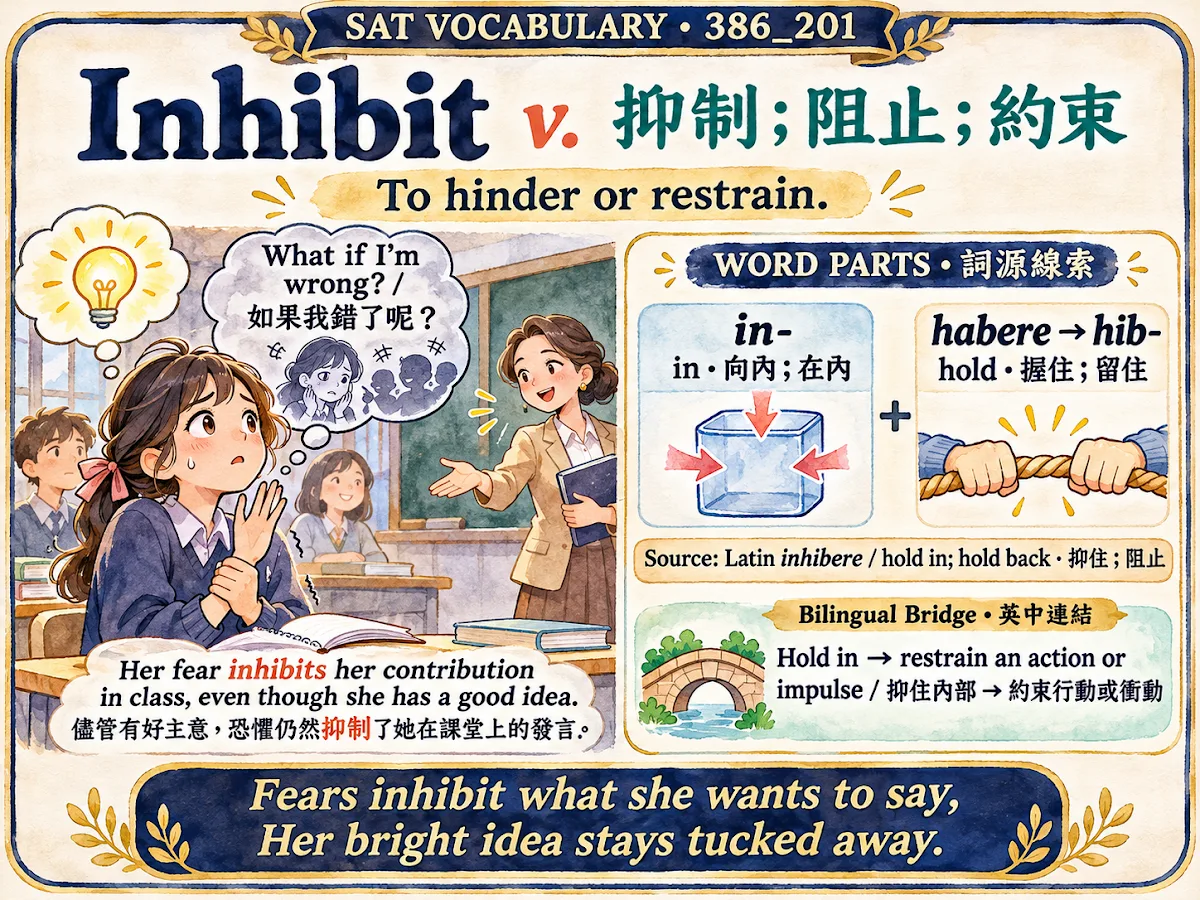 SAT VOCABULARY • 386_201
Inhibit v. 抑制；阻止；約束
To hinder or restrain.
What if I'm
wrong? /
如果我錯了呢？
Her fear inhibits her contribution
in class, even though she has a good idea.
儘管有好主意，恐懼仍然抑制了她在課堂上的發言。
WORD PARTS • 詞源線索
in-
in • 向內；在內
+
habere → hib-
hold • 握住；留住
Source: Latin inhibere / hold in; hold back • 抑住；阻止
Bilingual Bridge • 英中連結
Hold in → restrain an action or
impulse / 抑住內部 → 約束行動或衝動
Fears inhibit what she wants to say,
Her bright idea stays tucked away.